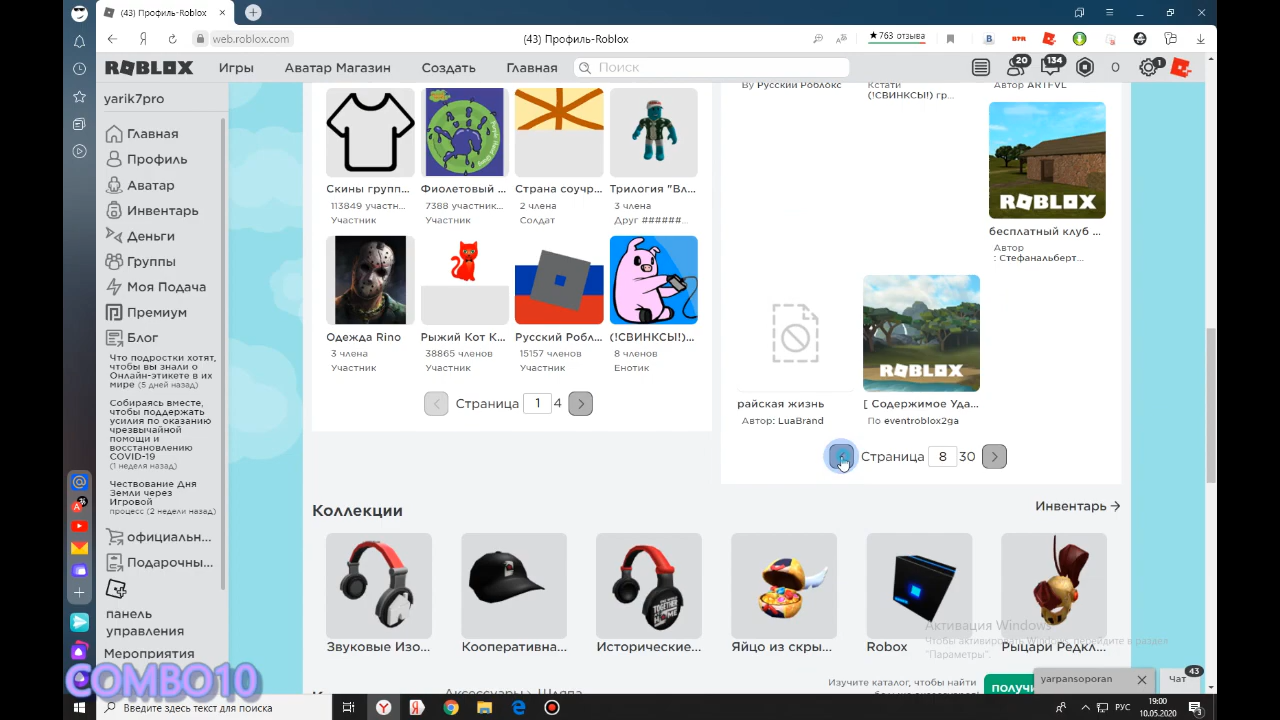 (43) Профиль-Roblox
web.roblox.com
(43) Профиль-Roblox
★763 отзыва
ROBLOX
Игры
Аватар Магазин
Создать
Главная
Поиск
20
134
0
1
yarik7pro
Главная
Профиль
Аватар
Инвентарь
Деньги
Группы
Моя Подача
Премиум
Блог
Что подростки хотят,
чтобы вы знали о
Онлайн-этикете в их
мире (5 дней назад)
Собираясь вместе,
чтобы поддержать
усилия по оказанию
чрезвычайной
помощи и
восстановлению
COVID-19
(1 неделя назад)
Чествование Дня
Земли через
Игровой
процесс (2 недели назад)
официальн...
Подарочны...
панель
управления
Мероприятия
COMBO10
Скины групп...
113849 участн...
Участник
Фиолетовый ...
7388 участник...
Участник
Страна соучр...
2 члена
Солдат
Трилогия "Вл...
3 члена
Друг ######...
Одежда Rino
3 члена
Участник
Рыжий Кот К...
38865 членов
Участник
Русский Робл...
15157 членов
Участник
(!СВИНКСЫ!)...
8 членов
Енотик
Страница 1 4
By Русский Роблокс
Кстати
(!СВИНКСЫ!) гр...
Автор ARTFVL
ROBLOX
бесплатный клуб ...
Автор
: Стефанальберт...
райская жизнь
Автор: LuaBrand
ROBLOX
[ Содержимое Уда...
По eventroblox2ga
Страница 8 30
Коллекции
Инвентарь →
Звуковые Изо...
Кооперативна...
Исторические...
Яйцо из скры...
Robox
Рыцари Редкл...
Активация Windows
Чтобы активировать Windows, перейдите в раздел
"Параметры".
Аксессуары > Шляпа
Изучите каталог, чтобы найти
yarpansoporan
Чат
43
Введите здесь текст для поиска
РУС
19:00
10.05.2020